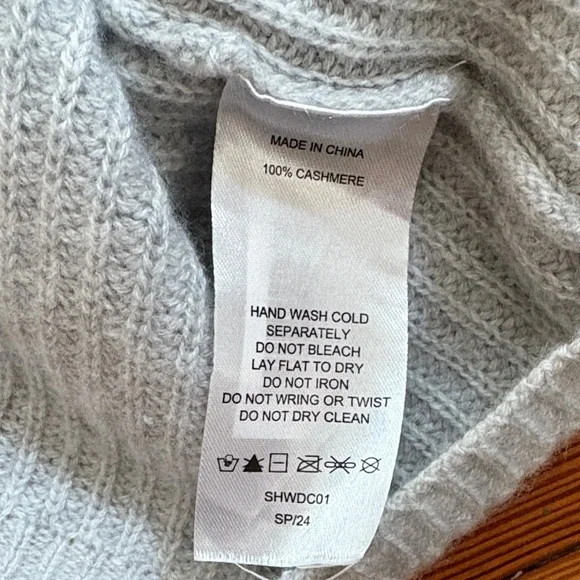 MADE IN CHINA
100% CASHMERE
HAND WASH COLD
SEPARATELY
DO NOT BLEACH
LAY FLAT TO DRY
DO NOT IRON
DO NOT WRING OR TWIST
DO NOT DRY CLEAN
SHWDC01
SP/24